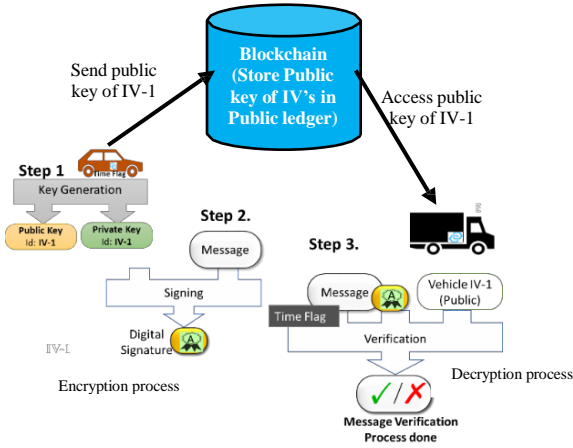 Blockchain
(Store Public
key of IV's in
Public ledger)
Send public
key of IV-1
Access public
key of IV-1
Step 1
Time Flag
Key Generation
Public Key
Id: IV-1
Private Key
Id: IV-1
Step 2.
Message
Signing
Digital
Signature
A
IV-1
Encryption process
Step 3.
Message
A
Vehicle IV-1
(Public)
Time Flag
Verification
Decryption process
✓/✗
Message Verification
Process done